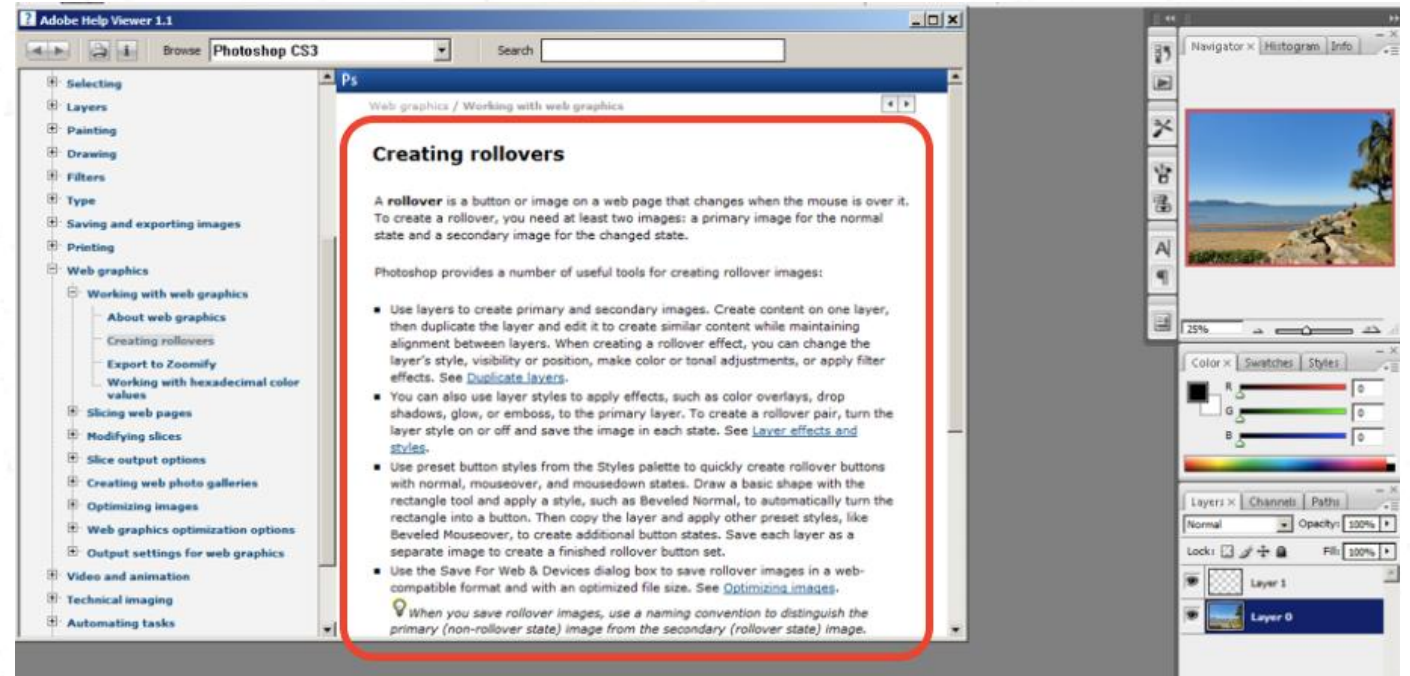 Adobe Help Viewer 1.1
Browse Photoshop CS3 Search
Selecting
Layers
Painting
Drawing
Filters
Type
Saving and exporting images
Printing
Web graphics
Working with web graphics
About web graphics
Creating rollovers
Export to Zoomify
Working with hexadecimal color
values
Slicing web pages
Modifying slices
Slice output options
Creating web photo galleries
Optimizing images
Web graphics optimization options
Output settings for web graphics
Video and animation
Technical imaging
Automating tasks
Ps
Web graphics / Working with web graphics
Creating rollovers
A rollover is a button or image on a web page that changes when the mouse is over it.
To create a rollover, you need at least two images: a primary image for the normal
state and a secondary image for the changed state.
Photoshop provides a number of useful tools for creating rollover images:
Use layers to create primary and secondary images. Create content on one layer,
then duplicate the layer and edit it to create similar content while maintaining
alignment between layers. When creating a rollover effect, you can change the
layer's style, visibility or position, make color or tonal adjustments, or apply filter
effects. See Duplicate layers.
You can also use layer styles to apply effects, such as color overlays, drop
shadows, glow, or emboss, to the primary layer. To create a rollover pair, turn the
layer style on or off and save the image in each state. See Layer effects and
styles.
Use preset button styles from the Styles palette to quickly create rollover buttons
with normal, mouseover, and mousedown states. Draw a basic shape with the
rectangle tool and apply a style, such as Beveled Normal, to automatically turn the
rectangle into a button. Then copy the layer and apply other preset styles, like
Beveled Mouseover, to create additional button states. Save each layer as a
separate image to create a finished rollover button set.
Use the Save For Web & Devices dialog box to save rollover images in a web-
compatible format and with an optimized file size. See Optimizing images.
When you save rollover images, use a naming convention to distinguish the
primary (non-rollover state) image from the secondary (rollover state) image.
Navigator x Histogram Info
25%
Color x Swatches Styles
R 0
G 0
B 0
Layers x Channels Paths
Normal Opacity: 100%
Lock: Fill: 100%
Layer 1
Layer 0